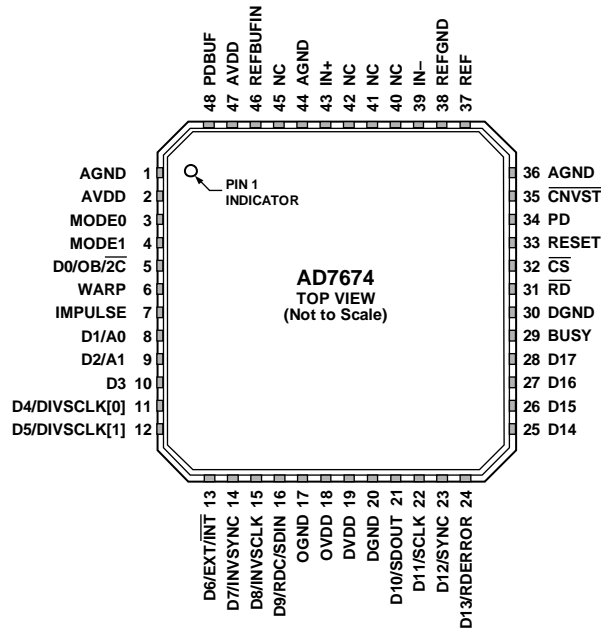 48 PDBUF
47 AVDD
46 REFBUFIN
45 NC
44 AGND
43 IN+
42 NC
41 NC
40 NC
39 IN–
38 REFGND
37 REF
AGND 1
AVDD 2
MODE0 3
MODE1 4
D0/OB/2C 5
WARP 6
IMPULSE 7
D1/A0 8
D2/A1 9
D3 10
D4/DIVSCLK[0] 11
D5/DIVSCLK[1] 12
PIN 1
INDICATOR
AD7674
TOP VIEW
(Not to Scale)
36 AGND
35 CNVST
34 PD
33 RESET
32 CS
31 RD
30 DGND
29 BUSY
28 D17
27 D16
26 D15
25 D14
D6/EXT/INT 13
D7/INVSYNC 14
D8/INVSCLK 15
D9/RDC/SDIN 16
OGND 17
OVDD 18
DVDD 19
DGND 20
D10/SDOUT 21
D11/SCLK 22
D12/SYNC 23
D13/RDERROR 24